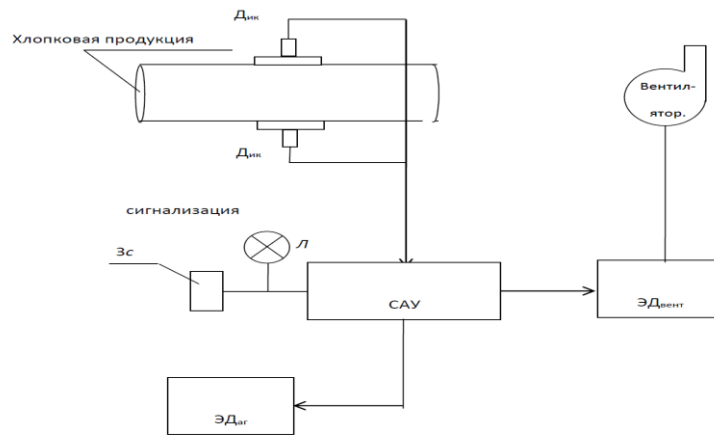 Дик
Хлопковая продукция
Вентил-
ятор.
Дик
сигнализация
Л
Зс
САУ
ЭДвент
ЭДаг